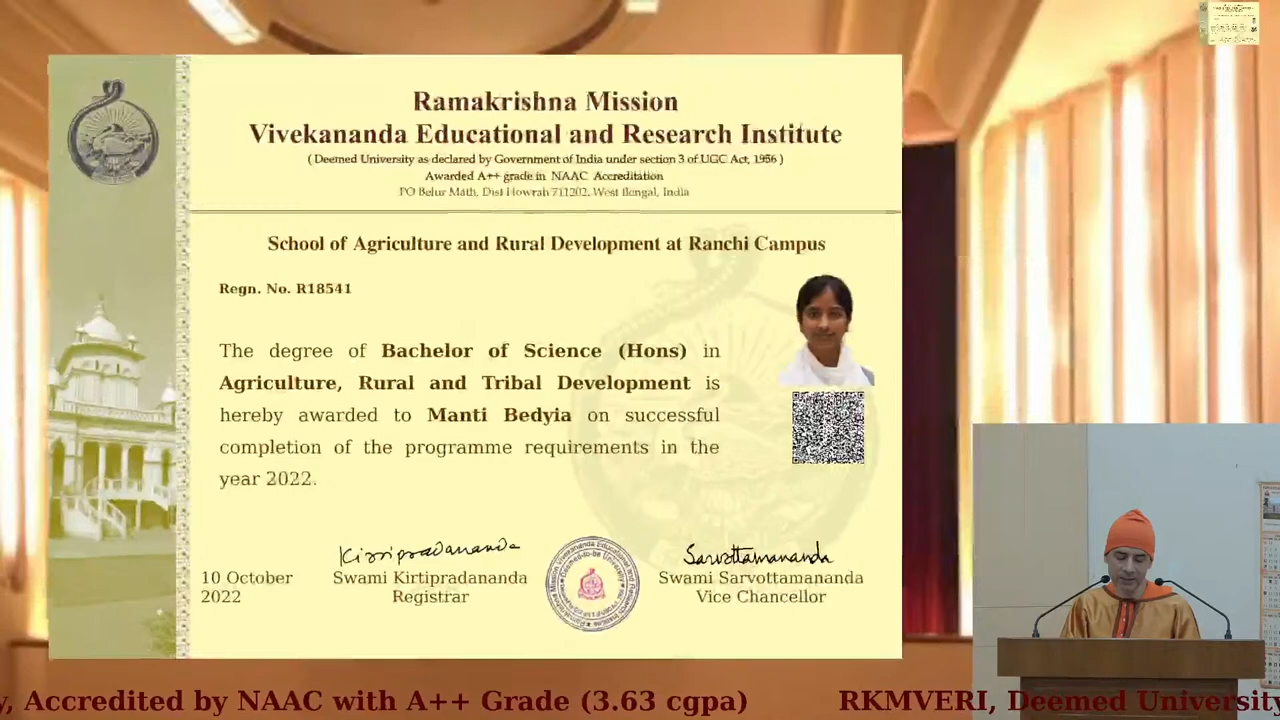 Ramakrishna Mission
Vivekananda Educational and Research Institute
( Deemed University as declared by Government of India under section 3 of UGC Act, 1956 )
Awarded A++ grade in NAAC Accreditation
PO Belur Math, Dist Howrah 711202, West Bengal, India
School of Agriculture and Rural Development at Ranchi Campus
Regn. No. R18541
The degree of Bachelor of Science (Hons) in
Agriculture, Rural and Tribal Development is
hereby awarded to Manti Bedyia on successful
completion of the programme requirements in the
year 2022.
Kirtipradananda
Sarvottamananda
10 October
2022
Swami Kirtipradananda
Registrar
Swami Sarvottamananda
Vice Chancellor
y, Accredited by NAAC with A++ Grade (3.63 cgpa) RKMVERI, Deemed University